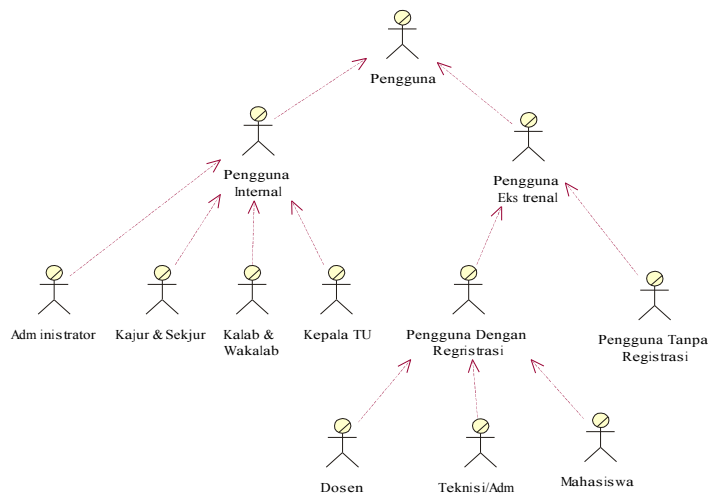 Pengguna
Pengguna
Internal
Pengguna
Eks trenal
Adm inistrator
Kajur & Sekjur
Kalab &
Wakalab
Kepala TU
Pengguna Dengan
Regristrasi
Pengguna Tanpa
Registrasi
Dosen
Teknisi/Adm
Mahasiswa